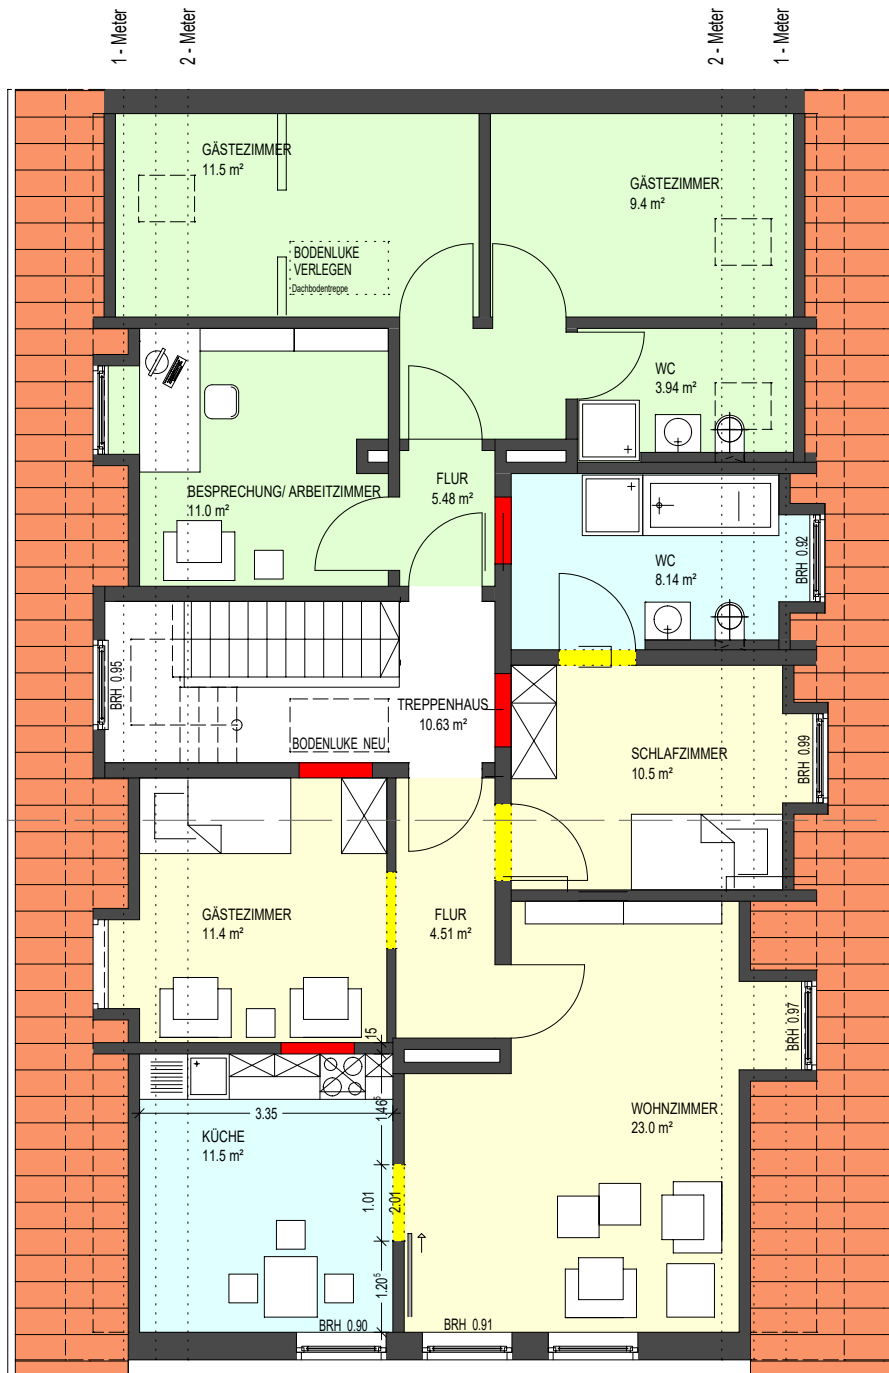 1 - Meter
2 - Meter
2 - Meter
1 - Meter
GÄSTEZIMMER
11.5 m²
GÄSTEZIMMER
9.4 m²
BODENLUKE
VERLEGEN
Dachbodentreppe
WC
3.94 m²
BESPRECHUNG/ ARBEITZIMMER
11.0 m²
FLUR
5.48 m²
WC
8.14 m²
BRH 0.92
BRH 0.95
TREPPENHAUS
10.63 m²
BODENLUKE NEU
SCHLAFZIMMER
10.5 m²
BRH 0.99
GÄSTEZIMMER
11.4 m²
FLUR
4.51 m²
BRH 0.97
15
3.35
1.46⁵
KÜCHE
11.5 m²
WOHNZIMMER
23.0 m²
1.01
2.01
1.20⁵
BRH 0.90
BRH 0.91